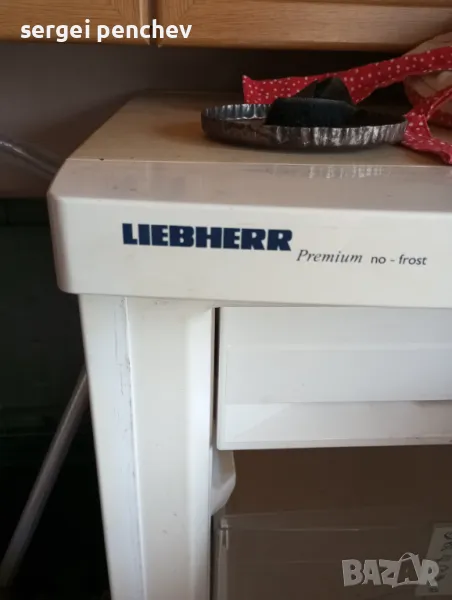 sergei penchev
LIEBHERR
Premium no - frost
BAZAR